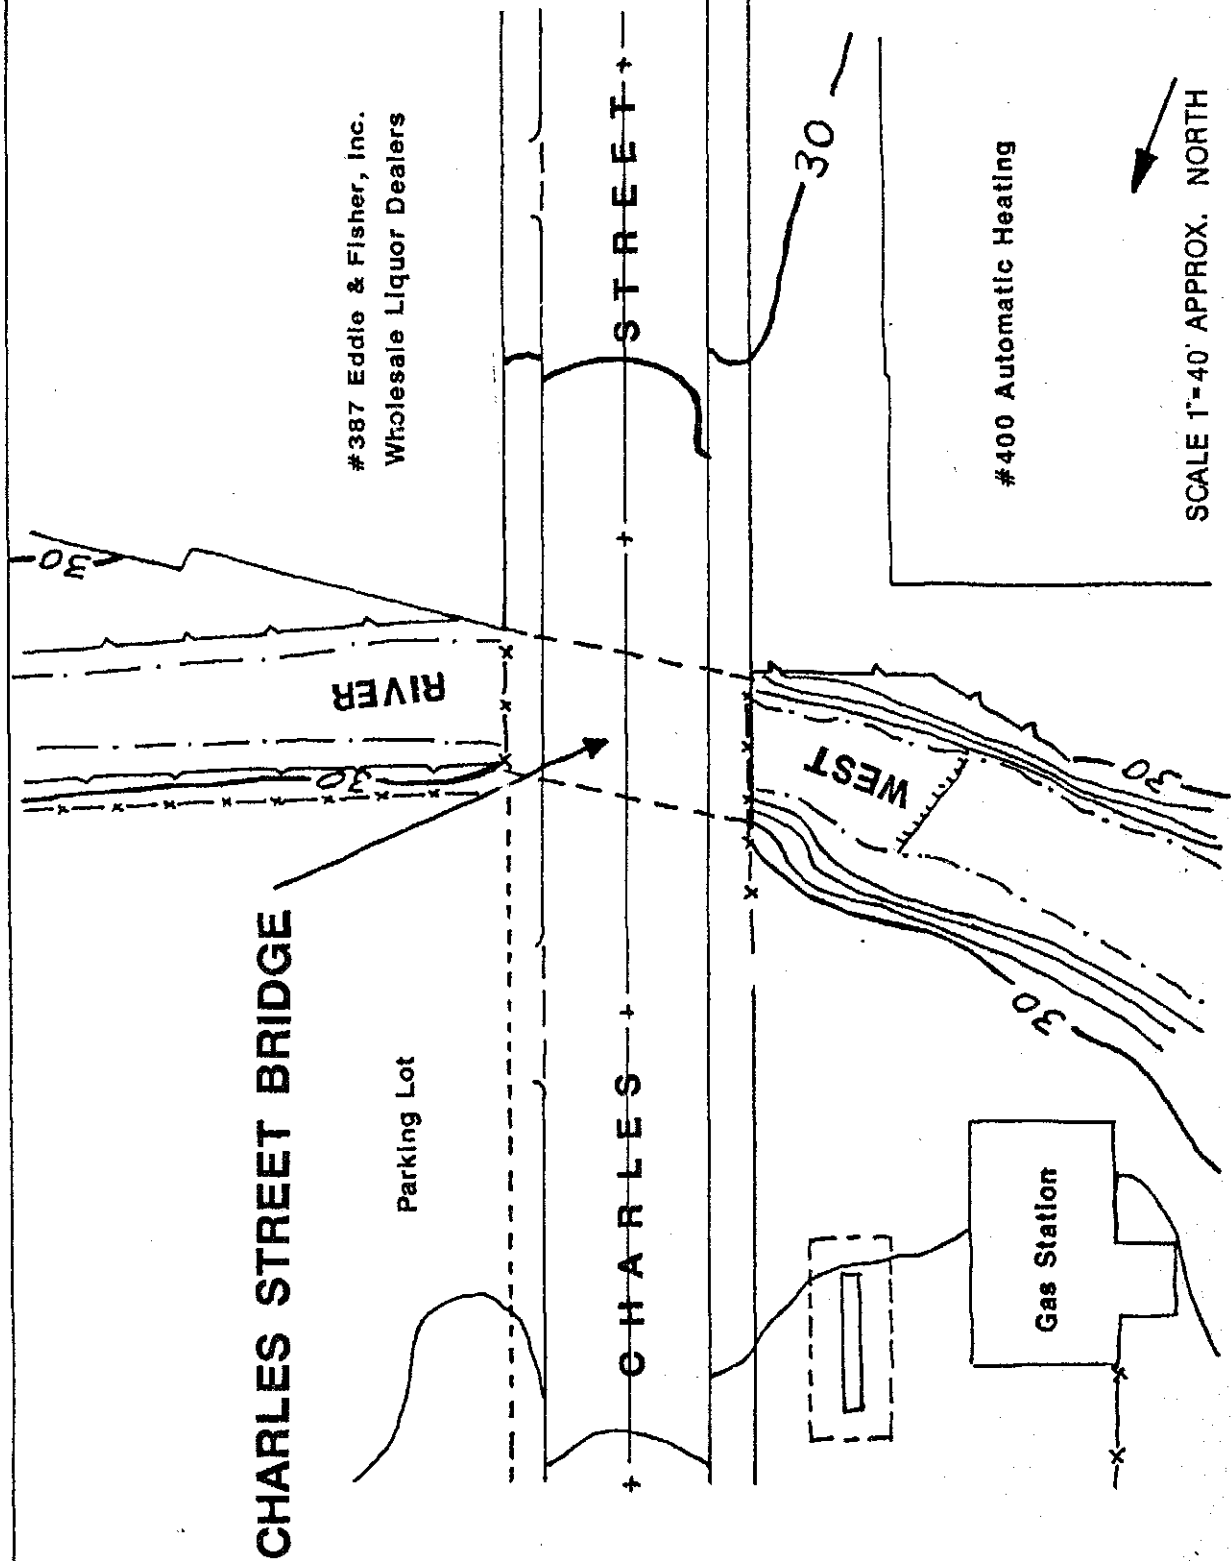 CHARLES STREET BRIDGE
#387 Eddie & Fisher, Inc.
Wholesale Liquor Dealers
30
RIVER
30
Parking Lot
CHARLES STREET
30
WEST
30
30
#400 Automatic Heating
Gas Station
SCALE 1"=40' APPROX. NORTH